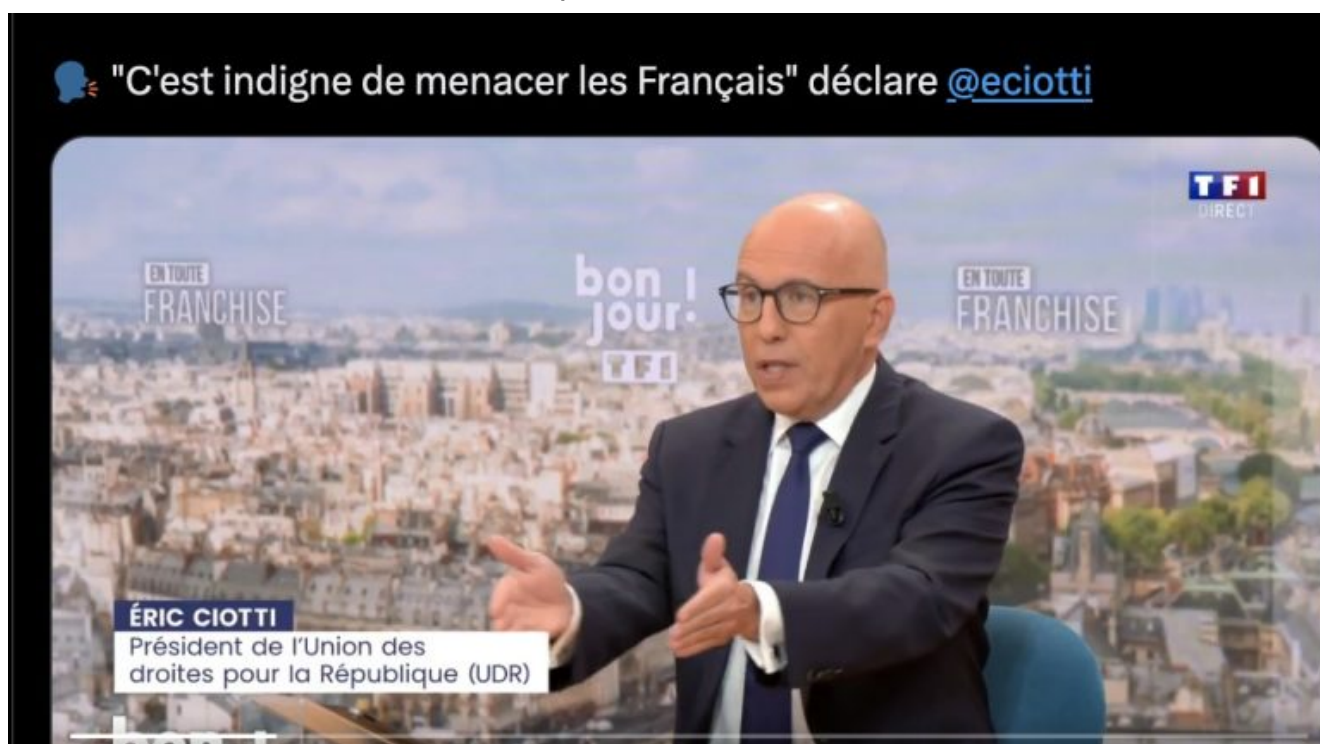 "C'est indigne de menacer les Français" déclare @eciotti
TF1
DIRECT
EN TOUTE
FRANCHISE
bon
jour!
TF1
EN TOUTE
FRANCHISE
ÉRIC CIOTTI
Président de l'Union des
droites pour la République (UDR)
bon !